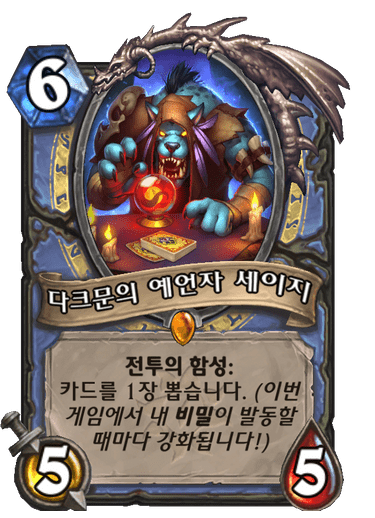 6
다크문의 예언자 세이지
전투의 함성:
카드를 1장 뽑습니다. (이번
게임에서 내 비밀이 발동할
때마다 강화됩니다!)
5
5